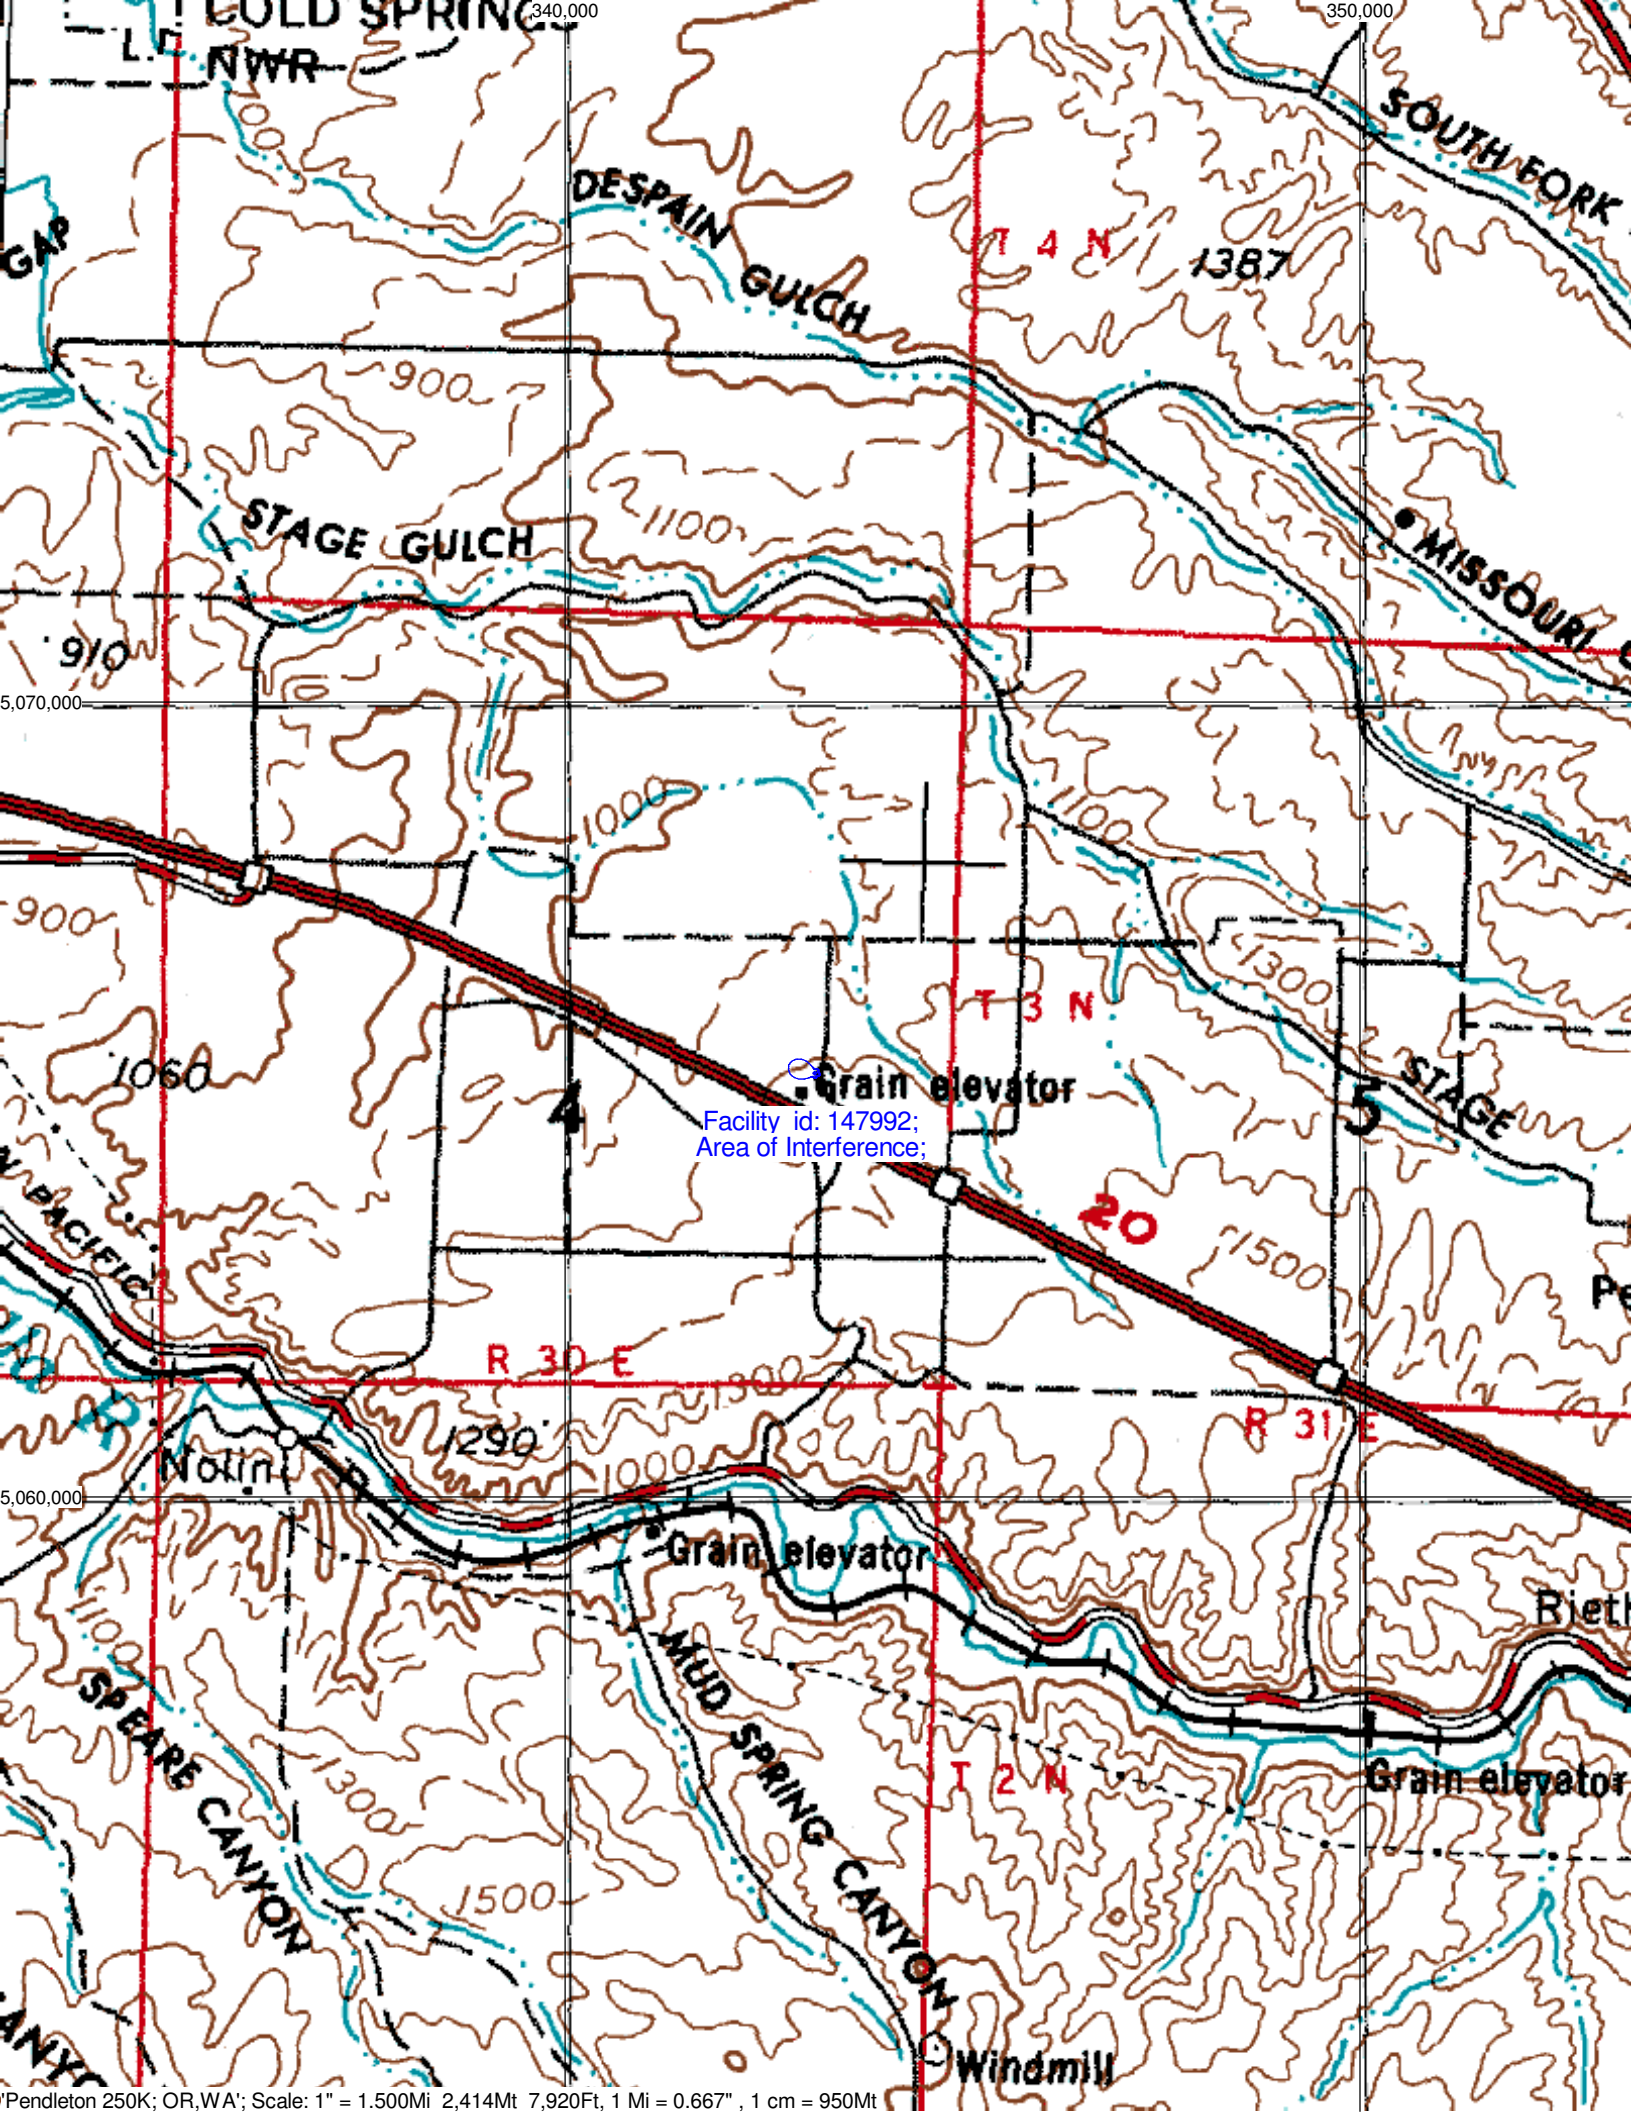 COLD SPRINGS
340,000
350,000
L.
NWR
SOUTH FORK
DESPAIN
GAP
T 4 N
1387
GULCH
900
STAGE GULCH
1100
MISSOURI
910
5,070,000
1000
1100
900
1300
T 3 N
1060
Grain elevator
STAGE
4
5
Facility id: 147992;
Area of Interference;
PACIFIC
20
1500
Pe
R 30 E
1300
R 31 E
R
1290
Nolin
1000
5,060,000
Grain elevator
Rieth
1000
MUD SPRING CANYON
SPEARE CANYON
T 2 N
1300
Grain elevator
1500
Windmill
'Pendleton 250K; OR,WA'; Scale: 1" = 1.500Mi 2,414Mt 7,920Ft, 1 Mi = 0.667" , 1 cm = 950Mt